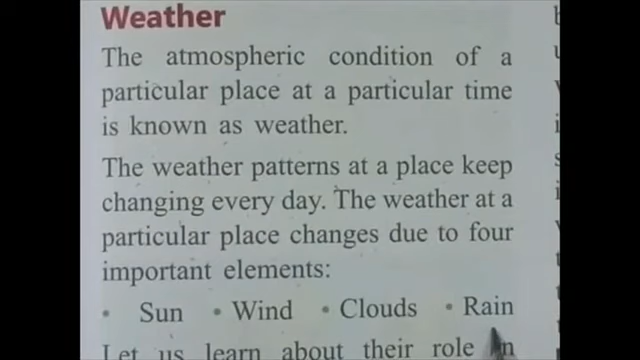 Weather
The atmospheric condition of a
particular place at a particular time
is known as weather.
The weather patterns at a place keep
changing every day. The weather at a
particular place changes due to four
important elements:
• Sun • Wind • Clouds • Rain
Let us learn about their role in